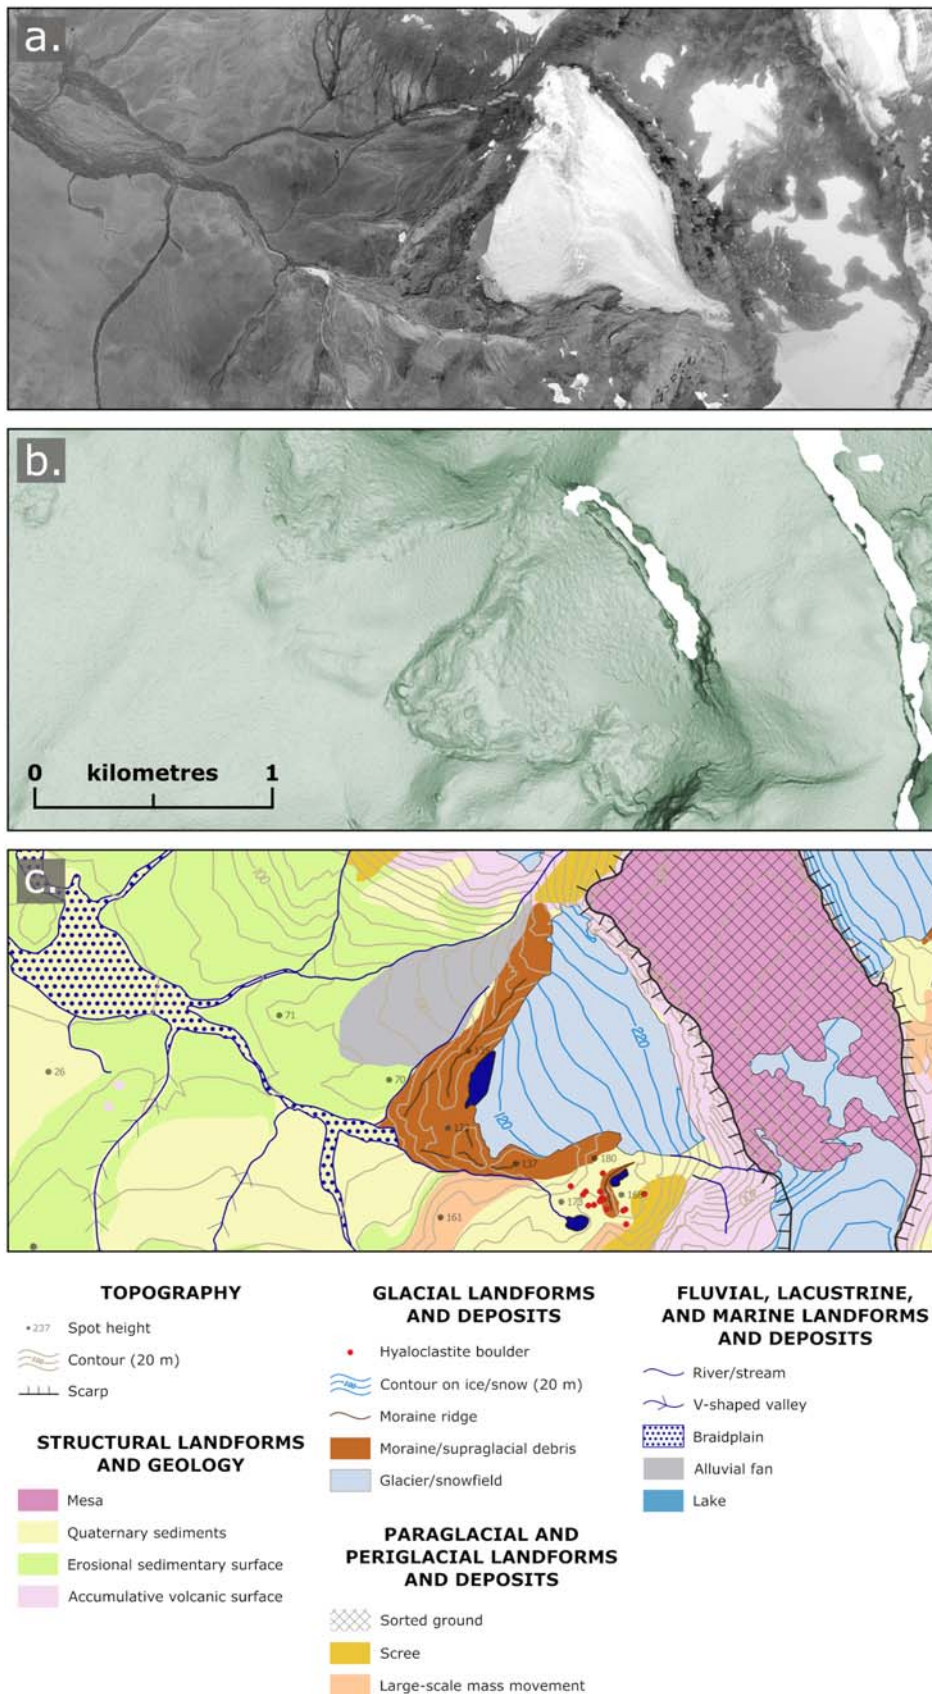 a.
b.
0 kilometres 1
c.
100
71
26
70
220
120
137
180
161
TOPOGRAPHY
237 Spot height
100 Contour (20 m)
Scarp
STRUCTURAL LANDFORMS
AND GEOLOGY
Mesa
Quaternary sediments
Erosional sedimentary surface
Accumulative volcanic surface
GLACIAL LANDFORMS
AND DEPOSITS
Hyaloclastite boulder
100 Contour on ice/snow (20 m)
Moraine ridge
Moraine/supraglacial debris
Glacier/snowfield
PARAGLACIAL AND
PERIGLACIAL LANDFORMS
AND DEPOSITS
Sorted ground
Scree
Large-scale mass movement
FLUVIAL, LACUSTRINE,
AND MARINE LANDFORMS
AND DEPOSITS
River/stream
V-shaped valley
Braidplain
Alluvial fan
Lake